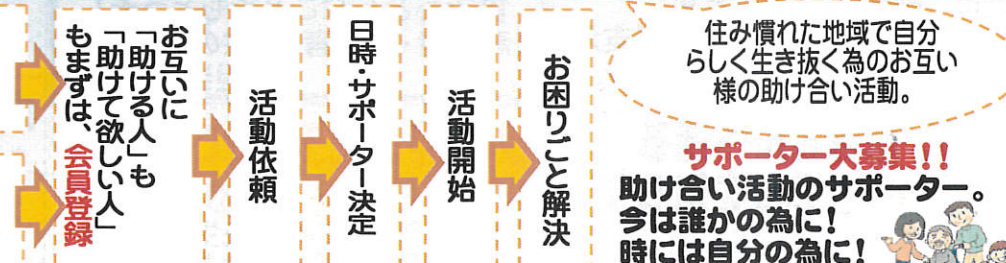 お互いに
「助ける人」も
「助けて欲しい人」
もまずは、会員登録
活動依頼
日時・サポーター決定
活動開始
お困りごと解決
住み慣れた地域で自分
らしく生き抜く為のお互い
様の助け合い活動。
サポーター大募集!!
助け合い活動のサポーター。
今は誰かの為に!
時には自分の為に!